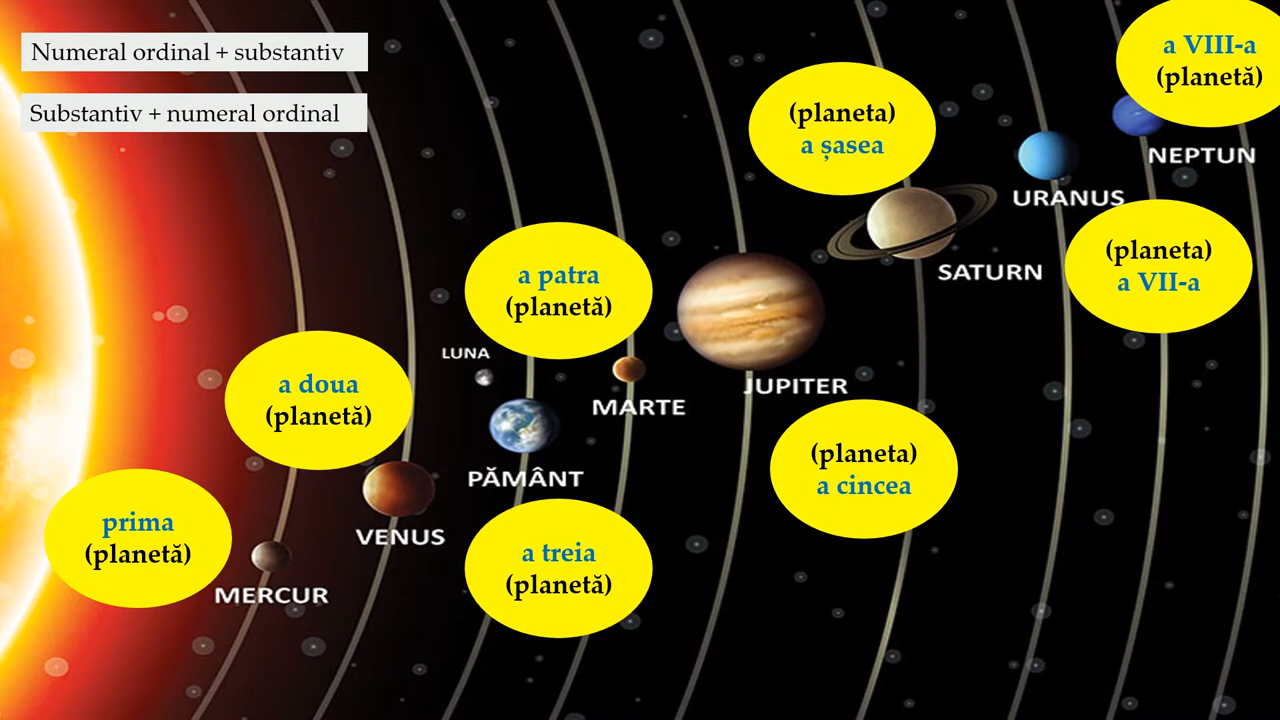 Numeral ordinal + substantiv
Substantiv + numeral ordinal
prima
(planetă)
MERCUR
a doua
(planetă)
VENUS
LUNA
PĂMÂNT
a treia
(planetă)
a patra
(planetă)
MARTE
JUPITER
(planeta)
a cincea
(planeta)
a șasea
SATURN
URANUS
(planeta)
a VII-a
a VIII-a
(planetă)
NEPTUN